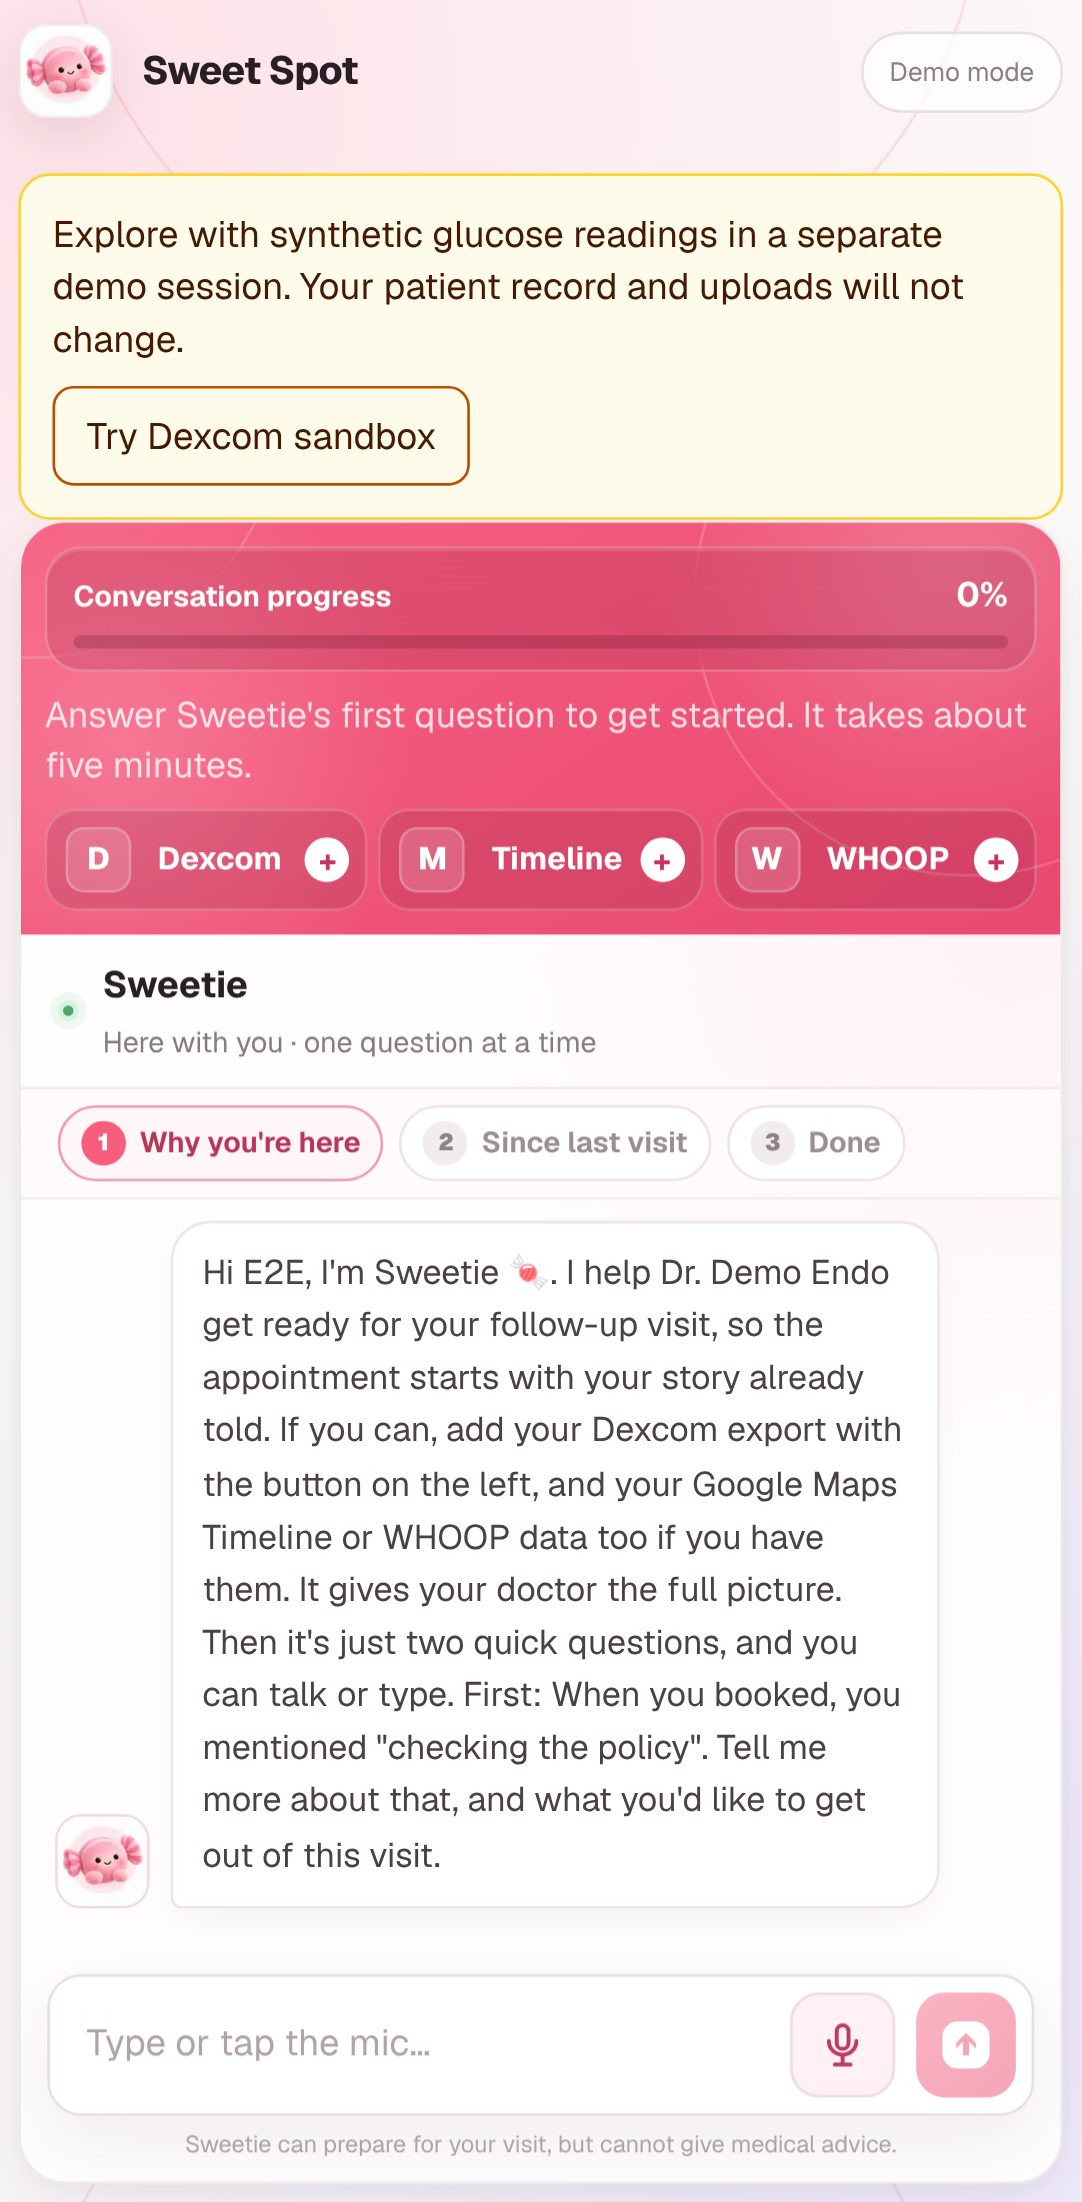 Sweet Spot
Demo mode
Explore with synthetic glucose readings in a separate
demo session. Your patient record and uploads will not
change.
Try Dexcom sandbox
Conversation progress
0%
Answer Sweetie's first question to get started. It takes about
five minutes.
D Dexcom +
M Timeline +
W WHOOP +
Sweetie
Here with you · one question at a time
1 Why you're here
2 Since last visit
3 Done
Hi E2E, I'm Sweetie 🍬. I help Dr. Demo Endo
get ready for your follow-up visit, so the
appointment starts with your story already
told. If you can, add your Dexcom export with
the button on the left, and your Google Maps
Timeline or WHOOP data too if you have
them. It gives your doctor the full picture.
Then it's just two quick questions, and you
can talk or type. First: When you booked, you
mentioned "checking the policy". Tell me
more about that, and what you'd like to get
out of this visit.
Type or tap the mic...
Sweetie can prepare for your visit, but cannot give medical advice.